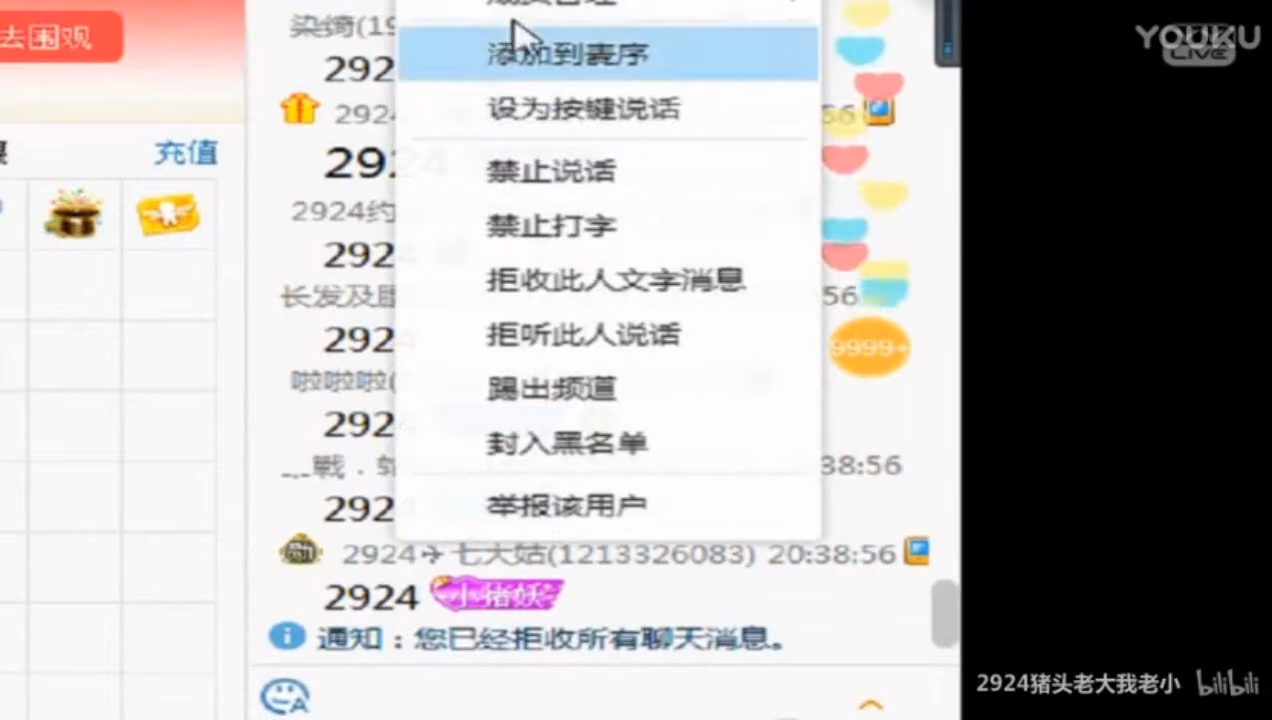 去围观
YOUKU
LIVE
染绮(19
添加到麦序
292
设为按键说话
2924
56
充值
2924
禁止说话
2924约
禁止打字
2924
拒收此人文字消息
长发及腰
56
2924
拒听此人说话
9999+
啦啦啦(
踢出频道
2924
封入黑名单
38:56
2924
举报该用户
2924✈七大姑(1213326083) 20:38:56
2924 小猪妖
通知：您已经拒收所有聊天消息。
2924猪头老大我老小 bilibili